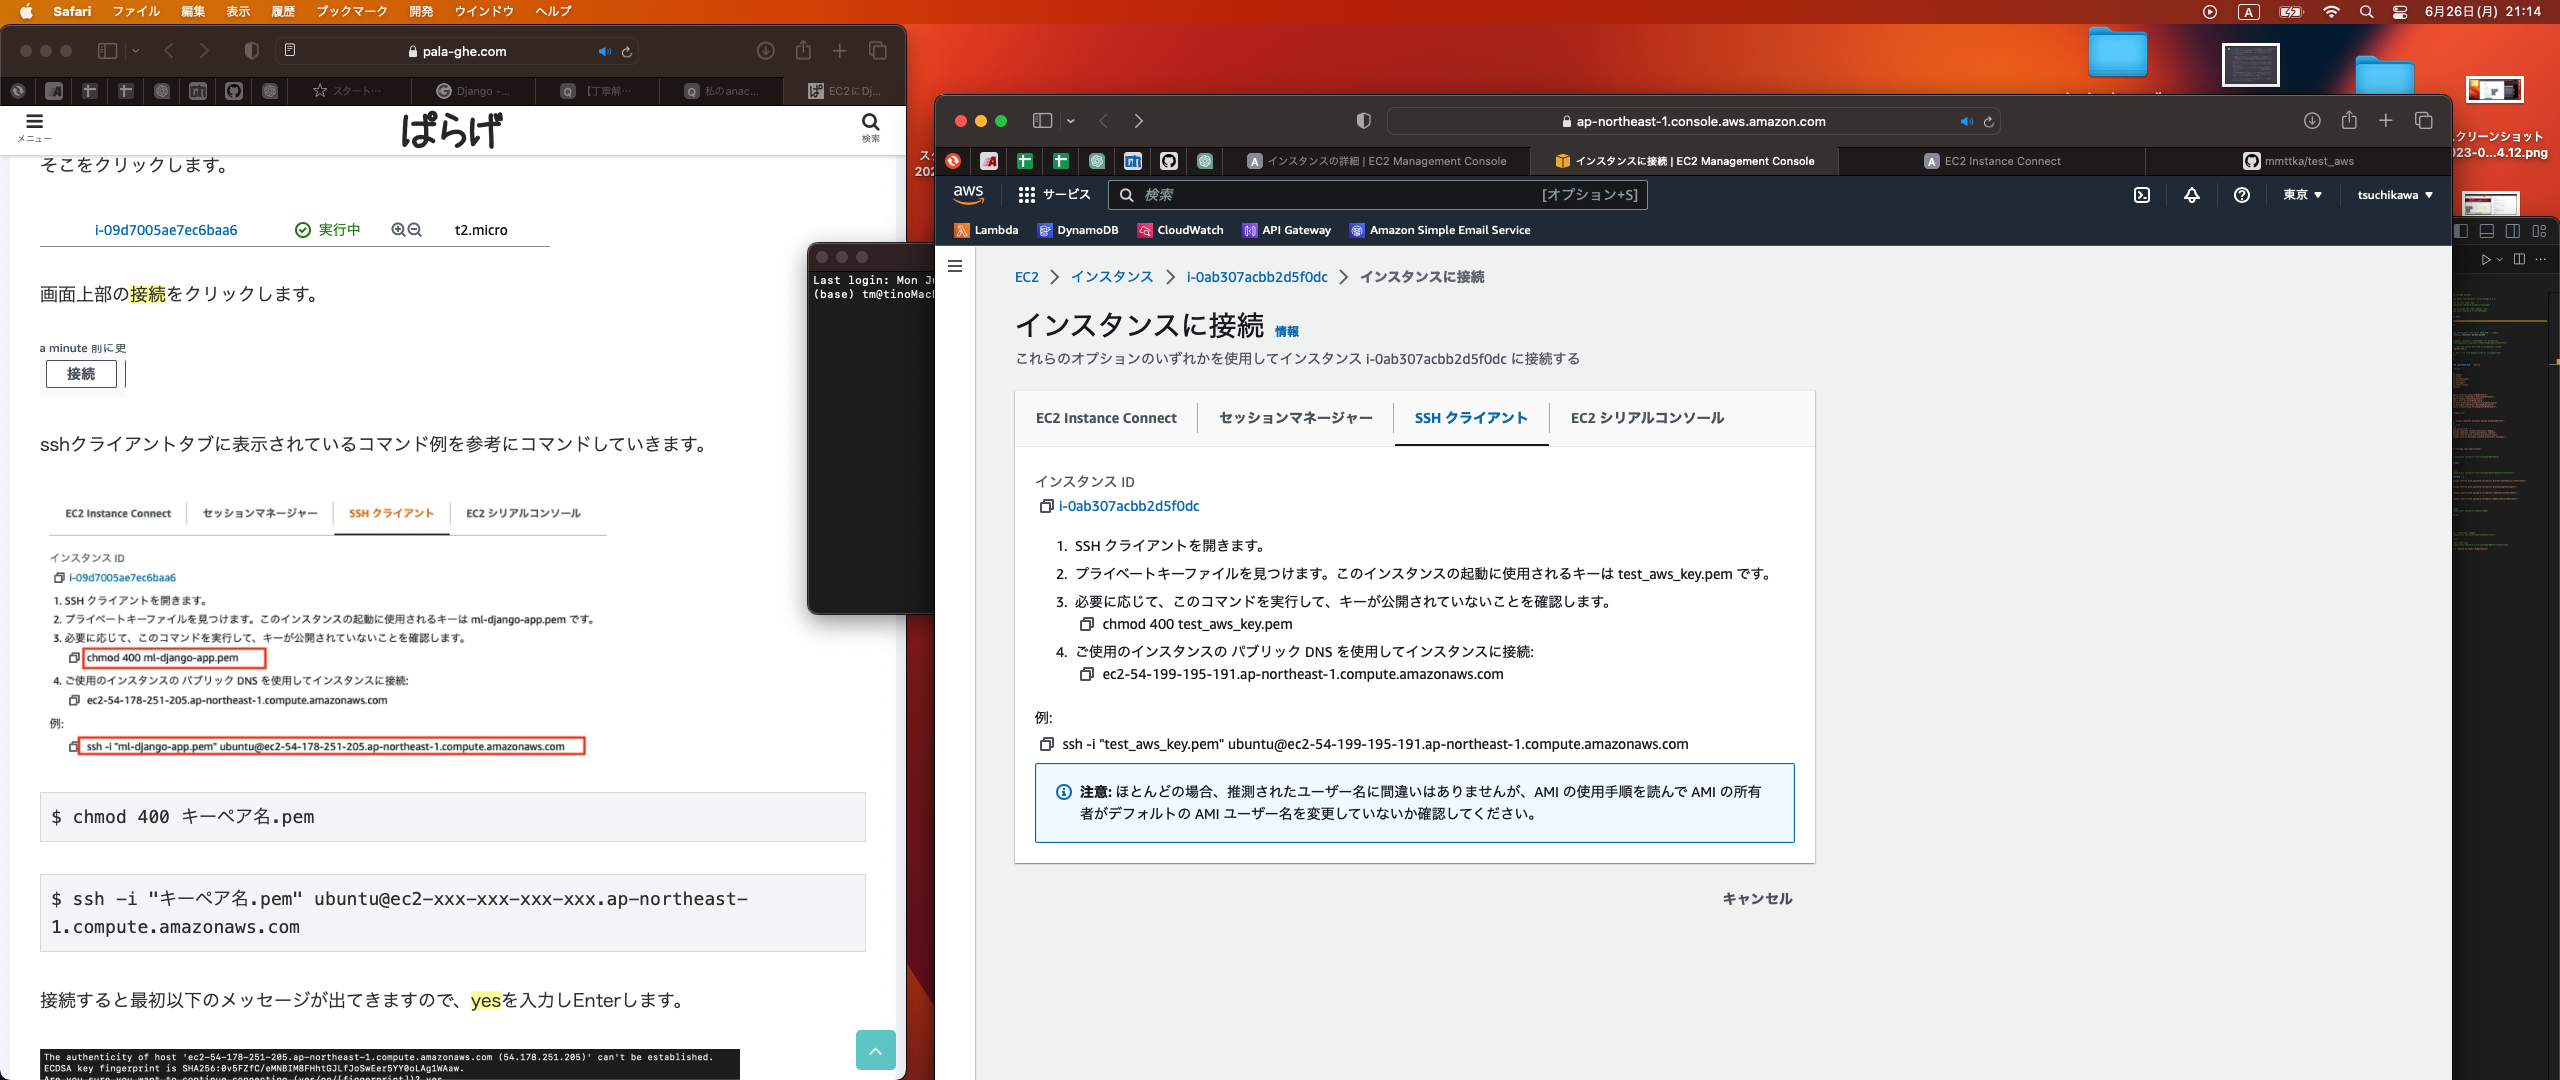 Safari ファイル 編集 表示 履歴 ブックマーク 開発 ウインドウ ヘルプ
A 6月26日(月) 21:14
pala-ghe.com
スタート… Django -… 【丁寧解… 私のanac… EC2にDj…
メニュー ぱらげ 検索
そこをクリックします。
i-09d7005ae7ec6baa6 実行中 t2.micro
画面上部の接続をクリックします。
a minute 前に更
接続
sshクライアントタブに表示されているコマンド例を参考にコマンドしていきます。
EC2 Instance Connect セッションマネージャー SSH クライアント EC2 シリアルコンソール
インスタンス ID
i-09d7005ae7ec6baa6
1. SSH クライアントを開きます。
2. プライベートキーファイルを見つけます。このインスタンスの起動に使用されるキーは ml-django-app.pem です。
3. 必要に応じて、このコマンドを実行して、キーが公開されていないことを確認します。
chmod 400 ml-django-app.pem
4. ご使用のインスタンスの パブリック DNS を使用してインスタンスに接続:
ec2-54-178-251-205.ap-northeast-1.compute.amazonaws.com
例:
ssh -i "ml-django-app.pem" ubuntu@ec2-54-178-251-205.ap-northeast-1.compute.amazonaws.com
$ chmod 400 キーペア名.pem
$ ssh -i "キーペア名.pem" ubuntu@ec2-xxx-xxx-xxx-xxx.ap-northeast-
1.compute.amazonaws.com
接続すると最初以下のメッセージが出てきますので、yesを入力しEnterします。
The authenticity of host 'ec2-54-178-251-205.ap-northeast-1.compute.amazonaws.com (54.178.251.205)' can't be established.
ECDSA key fingerprint is SHA256:0v5FZfC/eMNBIM8FHhtGJLfJoSwEer5YY0oLAg1WAaw.
Are you sure you want to continue connecting (yes/no/[fingerprint])? yes
Last login: Mon Ju
(base) tm@tinoMac
ap-northeast-1.console.aws.amazon.com
インスタンスの詳細 | EC2 Management Console インスタンスに接続 | EC2 Management Console EC2 Instance Connect mmttka/test_aws
aws サービス 検索 [オプション+S] 東京 tsuchikawa
Lambda DynamoDB CloudWatch API Gateway Amazon Simple Email Service
EC2 インスタンス i-0ab307acbb2d5f0dc インスタンスに接続
インスタンスに接続 情報
これらのオプションのいずれかを使用してインスタンス i-0ab307acbb2d5f0dc に接続する
EC2 Instance Connect セッションマネージャー SSH クライアント EC2 シリアルコンソール
インスタンス ID
i-0ab307acbb2d5f0dc
1. SSH クライアントを開きます。
2. プライベートキーファイルを見つけます。このインスタンスの起動に使用されるキーは test_aws_key.pem です。
3. 必要に応じて、このコマンドを実行して、キーが公開されていないことを確認します。
chmod 400 test_aws_key.pem
4. ご使用のインスタンスの パブリック DNS を使用してインスタンスに接続:
ec2-54-199-195-191.ap-northeast-1.compute.amazonaws.com
例:
ssh -i "test_aws_key.pem" ubuntu@ec2-54-199-195-191.ap-northeast-1.compute.amazonaws.com
注意: ほとんどの場合、推測されたユーザー名に間違いはありませんが、AMI の使用手順を読んで AMI の所有
者がデフォルトの AMI ユーザー名を変更していないか確認してください。
キャンセル
クリーンショット
023-0...4.12.png